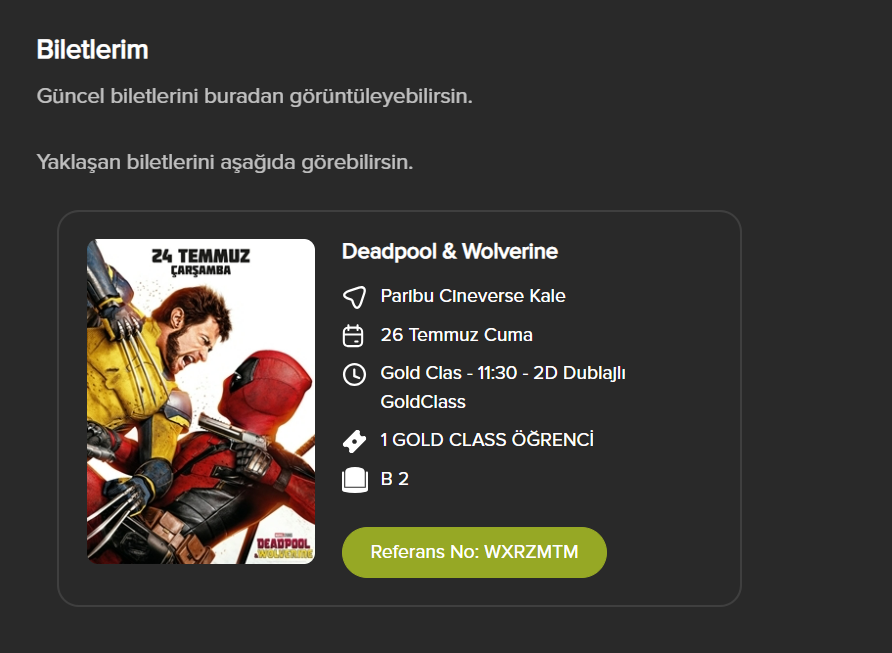 Biletlerim
Güncel biletlerini buradan görüntüleyebilirsin.
Yaklaşan biletlerini aşağıda görebilirsin.
24 TEMMUZ
ÇARŞAMBA
DEADPOOL
& WOLVERINE
Deadpool & Wolverine
Paribu Cineverse Kale
26 Temmuz Cuma
Gold Clas - 11:30 - 2D Dublajlı
GoldClass
1 GOLD CLASS ÖĞRENCİ
B 2
Referans No: WXRZMTM